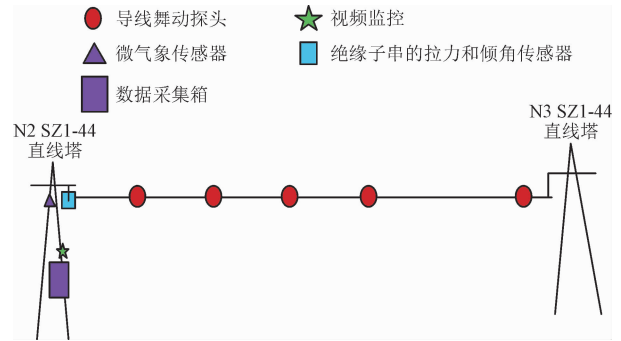 导线舞动探头
视频监控
微气象传感器
绝缘子串的拉力和倾角传感器
数据采集箱
N2 SZ1-44
直线塔
N3 SZ1-44
直线塔